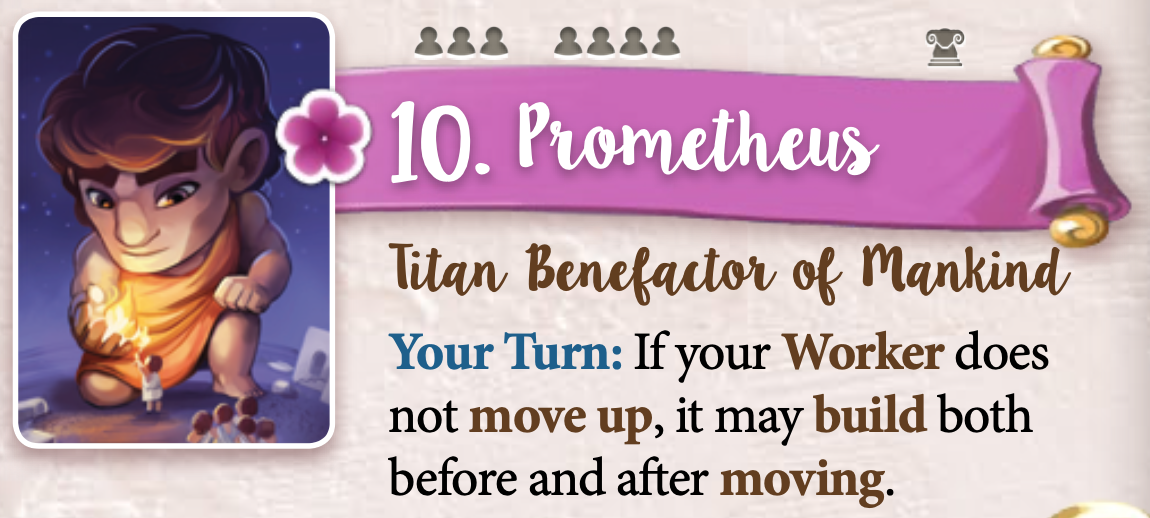 10. Prometheus
Titan Benefactor of Mankind
Your Turn: If your Worker does
not move up, it may build both
before and after moving.